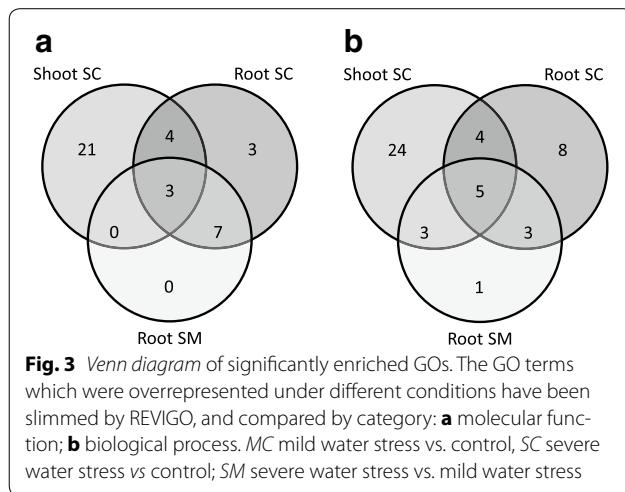 a
b
Shoot SC
Root SC
Shoot SC
Root SC
21
4
3
3
0
7
0
Root SM
24
4
8
5
3
3
1
Root SM
Fig. 3 Venn diagram of significantly enriched GOs. The GO terms
which were overrepresented under different conditions have been
slimmed by REVIGO, and compared by category: a molecular func-
tion; b biological process. MC mild water stress vs. control, SC severe
water stress vs control; SM severe water stress vs. mild water stress